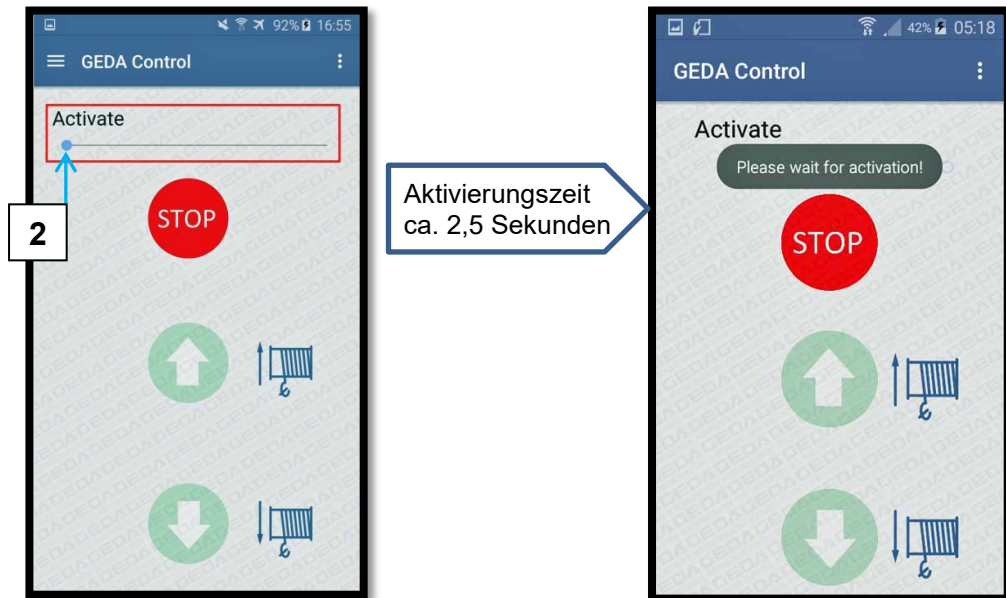 92% 16:55
GEDA Control
Activate
STOP
2
Aktivierungszeit
ca. 2,5 Sekunden
42% 05:18
GEDA Control
Activate
Please wait for activation!
STOP